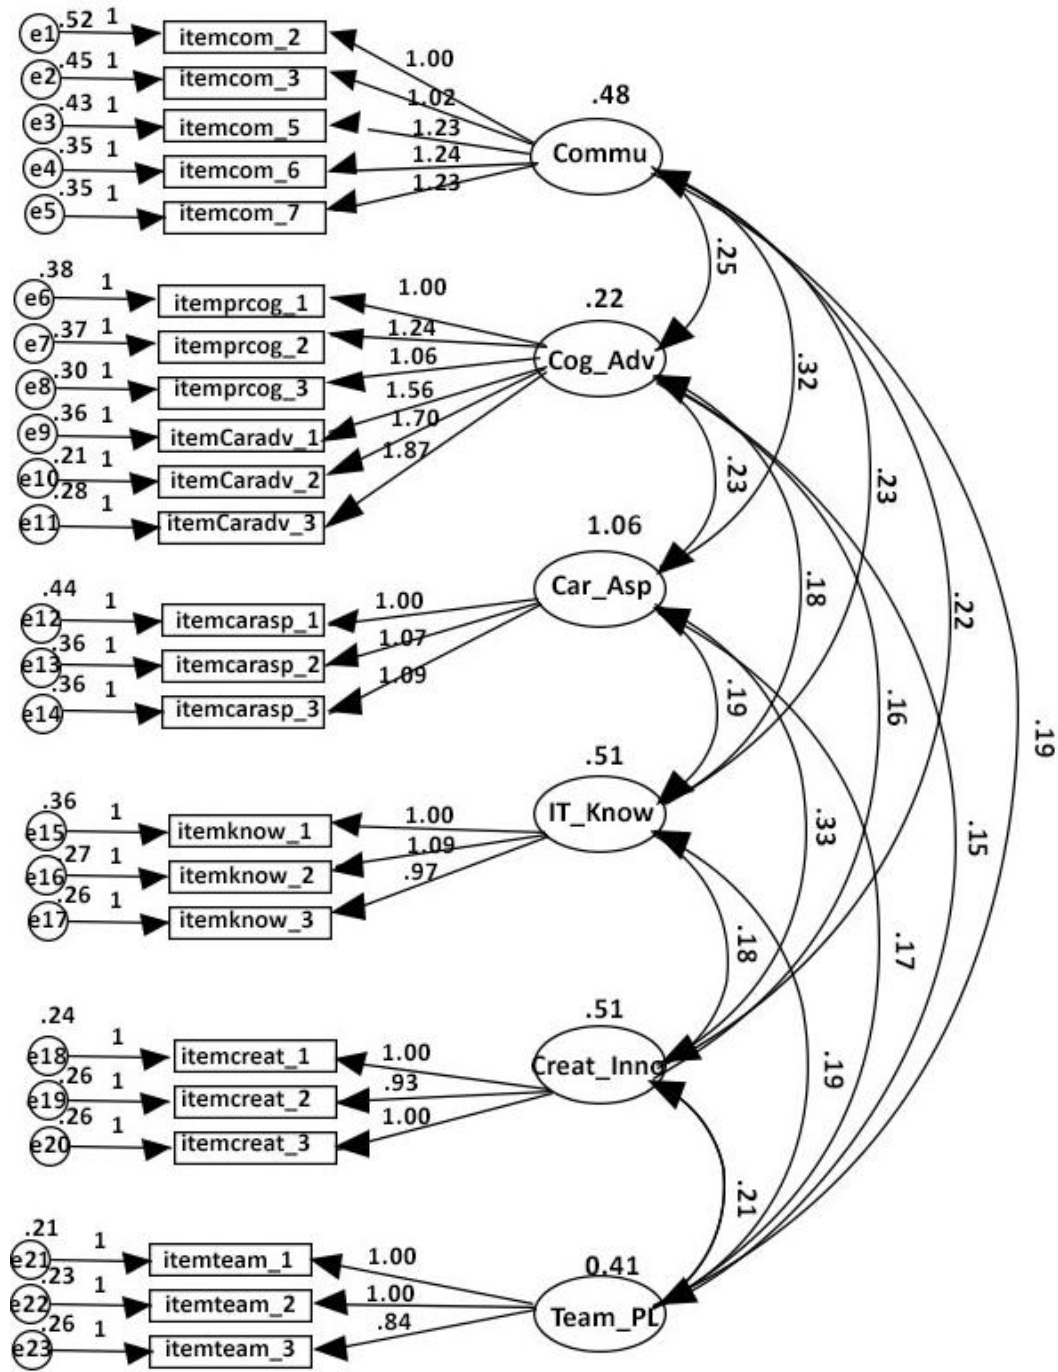 .52 1
e1 itemcom_2
1.00
.45 1
e2 itemcom_3
1.02
.48
.43 1
e3 itemcom_5
1.23
Commu
.35 1
e4 itemcom_6
1.24
.35 1
e5 itemcom_7
1.23
.25
.38 1
e6 itemprcog_1
1.00
.22
.37 1
e7 itemprcog_2
1.24
Cog_Adv
.30 1
e8 itemprcog_3
1.06
.32
.36 1
e9 itemCaradv_1
1.56
.21 1
e10 itemCaradv_2
1.70
.28 1
e11 itemCaradv_3
1.87
.23
.23
1.06
.44 1
e12 itemcarasp_1
1.00
Car_Asp
.18
.22
.36 1
e13 itemcarasp_2
1.07
.36 1
e14 itemcarasp_3
1.09
.19
.16
.19
.51
.36 1
e15 itemknow_1
1.00
IT_Know
.33
.15
.27 1
e16 itemknow_2
1.09
.26 1
e17 itemknow_3
.97
.18
.17
.51
.24 1
e18 itemcreat_1
1.00
Creat_Inno
.19
.26 1
e19 itemcreat_2
.93
.26 1
e20 itemcreat_3
1.00
.21
.21 1
e21 itemteam_1
1.00
0.41
.23 1
e22 itemteam_2
1.00
Team_PL
.26 1
e23 itemteam_3
.84